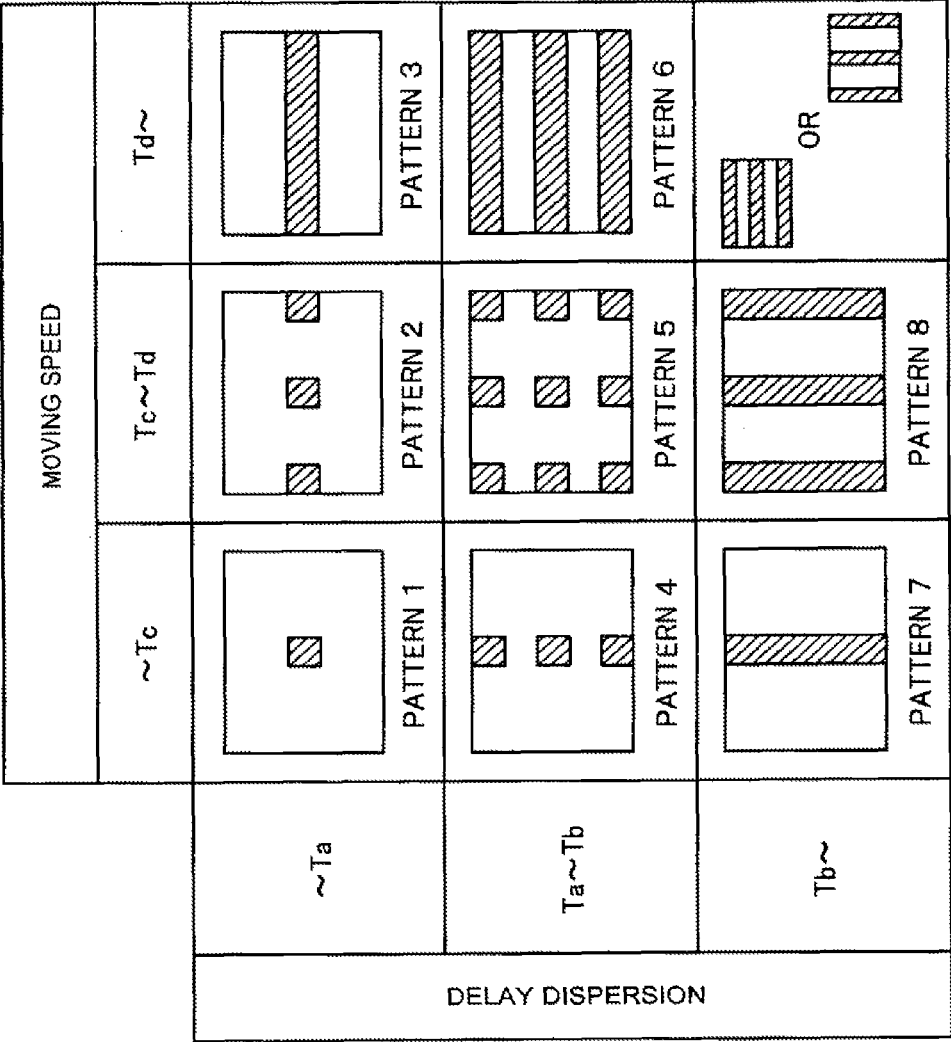 MOVING SPEED
~Tc
Tc~Td
Td~
DELAY DISPERSION
~Ta
PATTERN 1
PATTERN 2
PATTERN 3
Ta~Tb
PATTERN 4
PATTERN 5
PATTERN 6
Tb~
PATTERN 7
PATTERN 8
OR